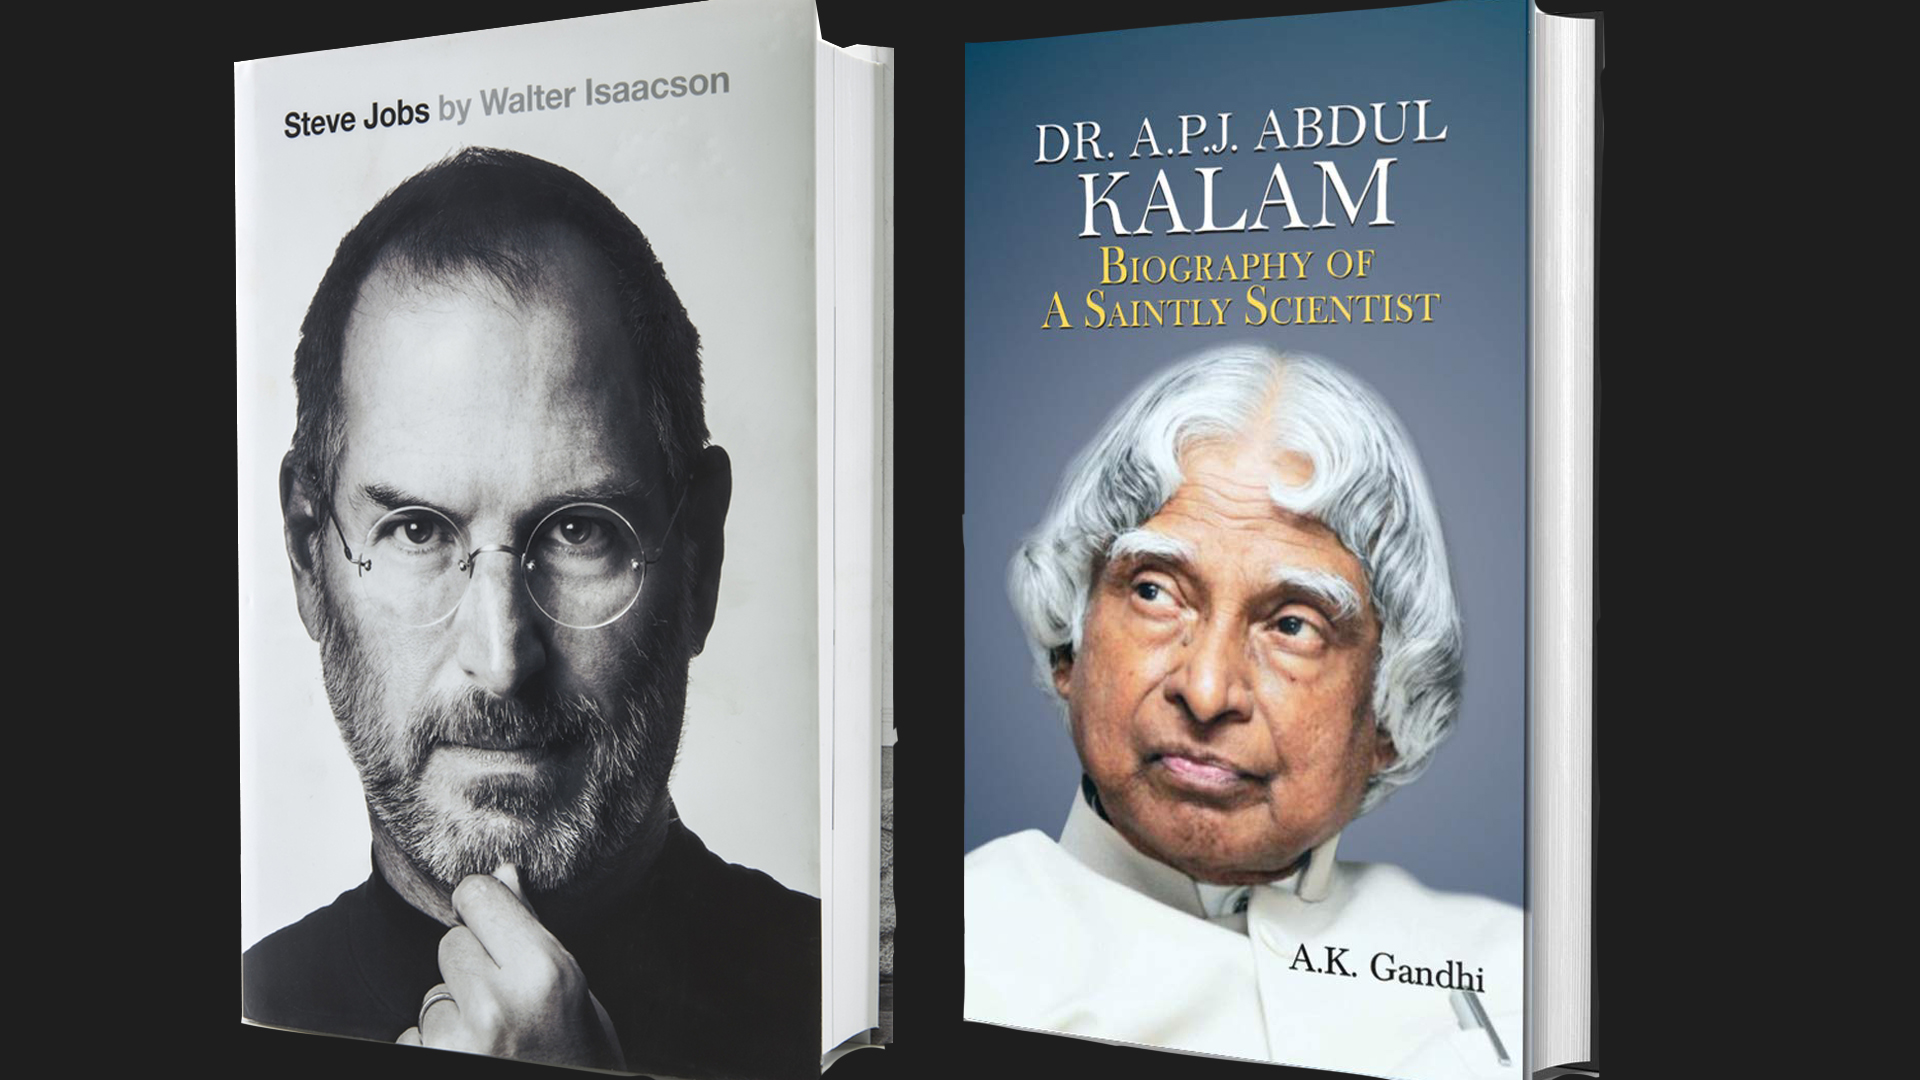 Steve Jobs by Walter Isaacson
DR. A.P.J. ABDUL
KALAM
BIOGRAPHY OF
A SAINTLY SCIENTIST
A.K. Gandhi